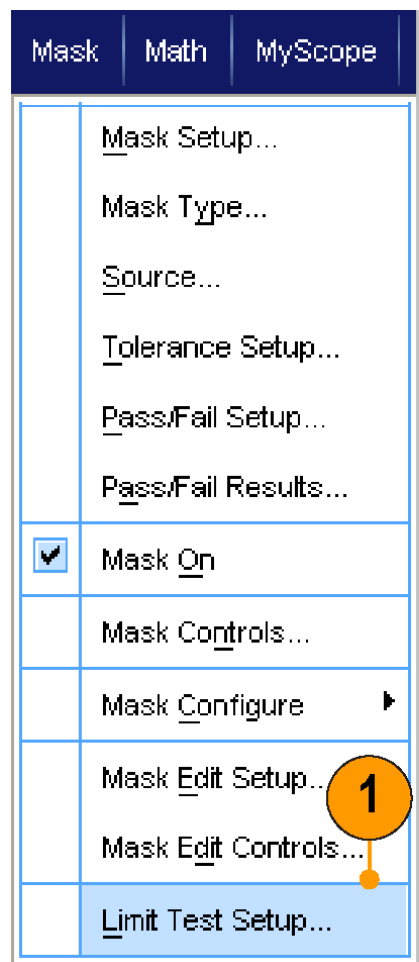 Mask Math MyScope
Mask Setup...
Mask Type...
Source...
Tolerance Setup...
Pass/Fail Setup...
Pass/Fail Results...
Mask On
Mask Controls...
Mask Configure
Mask Edit Setup...
1
Mask Edit Controls...
Limit Test Setup...